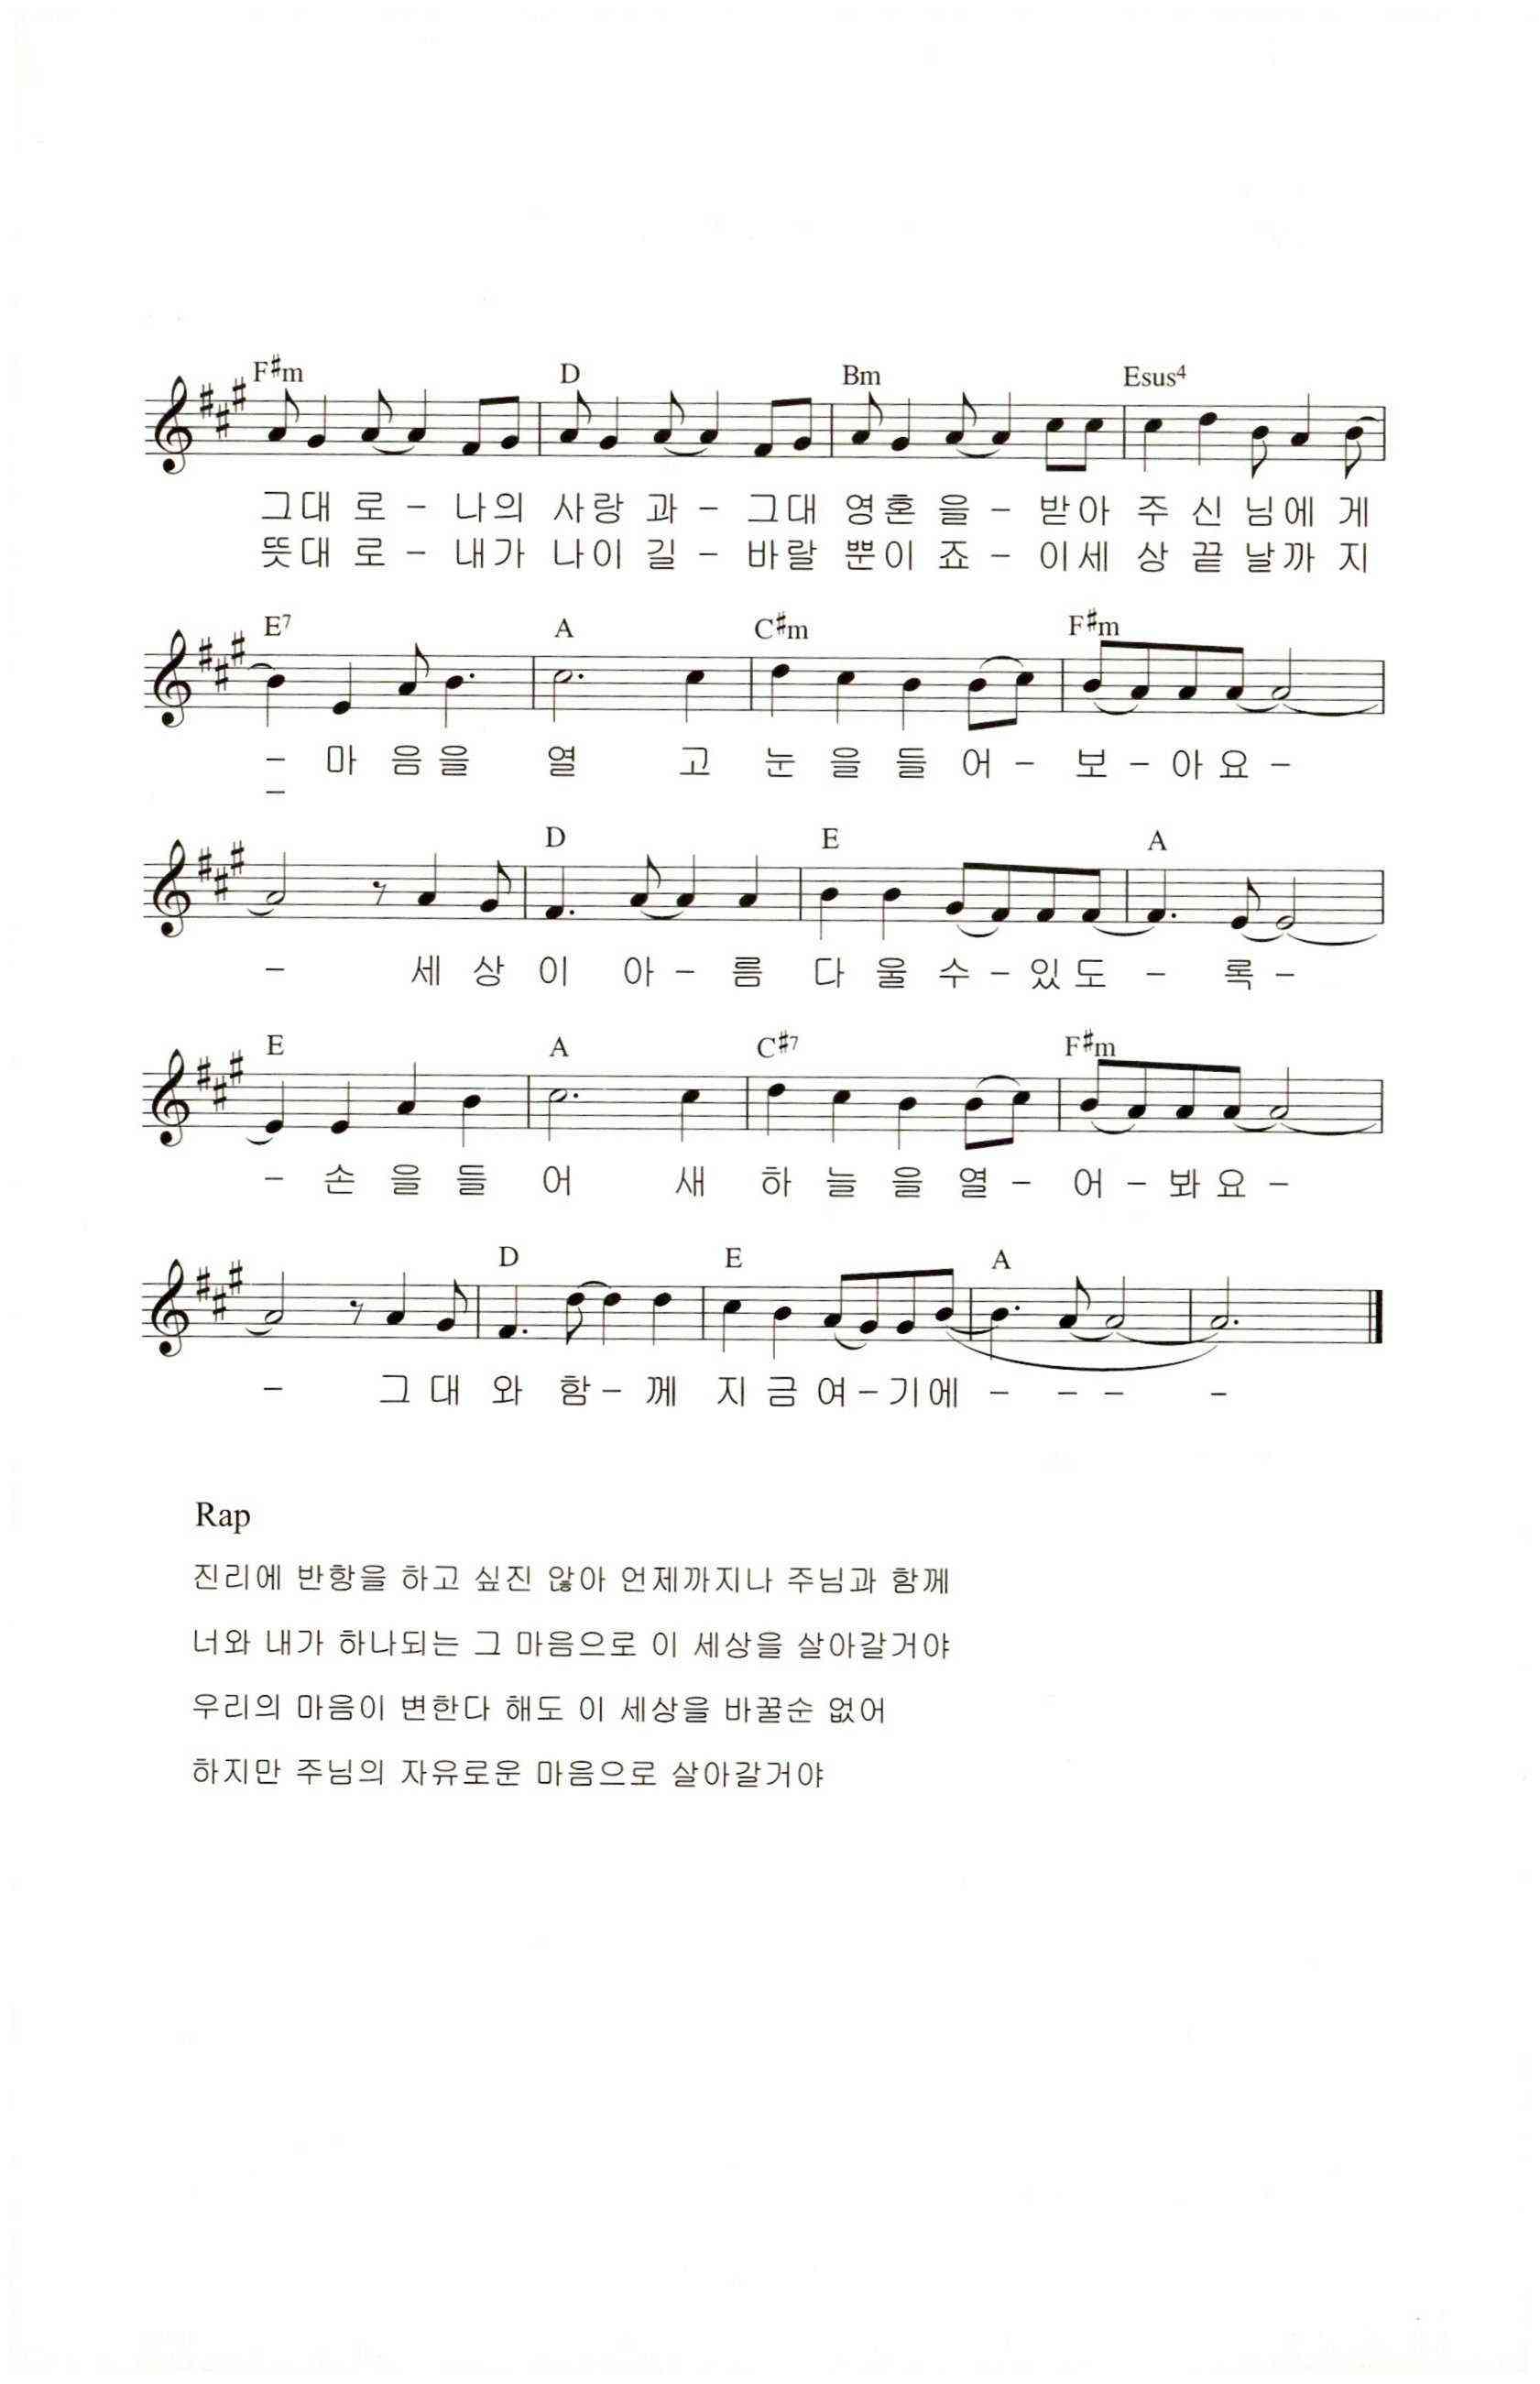 F#m D Bm Esus4
그대 로 - 나의 사랑 과 - 그대 영혼 을 - 받아 주 신 님에 게
뜻대 로 - 내가 나이 길 - 바랄 뿐이 죠 - 이세 상 끝 날까 지
E7 A C#m F#m
- 마 음을 열 고 눈 을 들 어 - 보 - 아요 -
-
D E A
- 세 상 이 아 - 름 다 울 수 - 있도 - 록 -
E A C#7 F#m
- 손 을 들 어 새 하 늘 을 열 - 어 - 봐요 -
D E A
- 그 대 와 함 - 께 지 금 여 - 기에 - - - -
Rap
진리에 반항을 하고 싶진 않아 언제까지나 주님과 함께
너와 내가 하나되는 그 마음으로 이 세상을 살아갈거야
우리의 마음이 변한다 해도 이 세상을 바꿀순 없어
하지만 주님의 자유로운 마음으로 살아갈거야